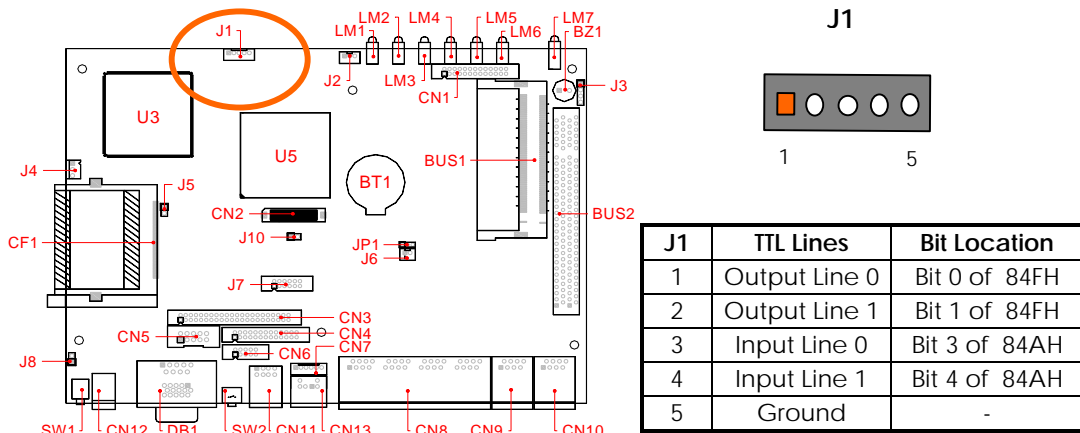 J1
J1
LM2
LM4
LM5
LM7
LM1
LM6
BZ1
J2
LM3
CN1
J3
U3
U5
BUS1
J4
J5
BT1
CN2
BUS2
CF1
J10
JP1
J6
J7
CN3
CN5
CN4
CN6
CN7
J8
SW1
CN12
DB1
SW2
CN11
CN13
CN8
CN9
CN10
1 5
J1 TTL Lines Bit Location
1 Output Line 0 Bit 0 of 84FH
2 Output Line 1 Bit 1 of 84FH
3 Input Line 0 Bit 3 of 84AH
4 Input Line 1 Bit 4 of 84AH
5 Ground -